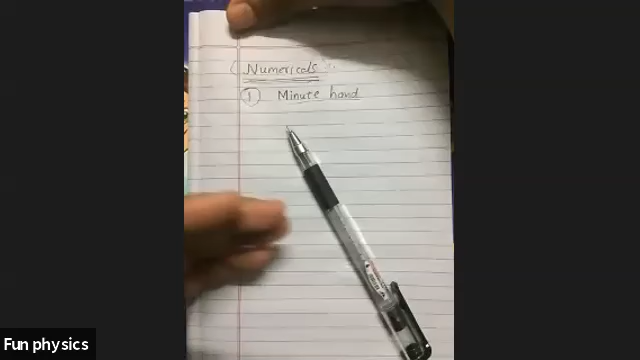 Numericals :
① Minute hand
Fun physics